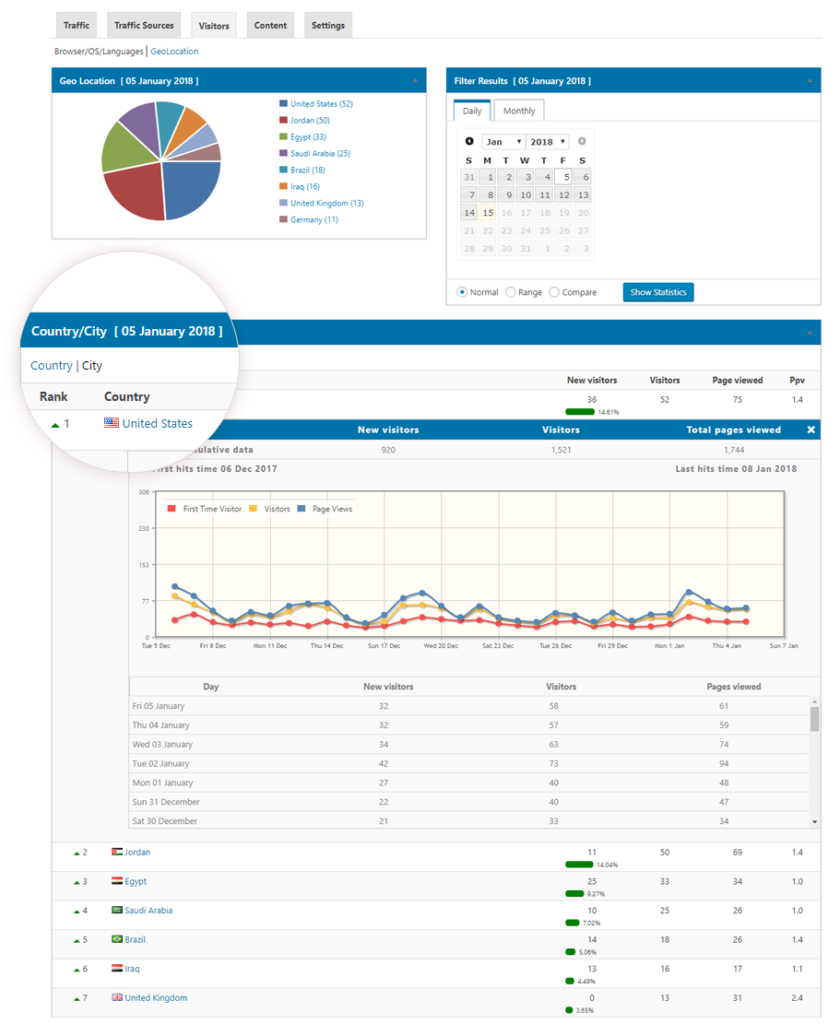 Traffic Traffic Sources Visitors Content Settings
Browser/OS/Languages | GeoLocation
Geo Location [ 05 January 2018 ]
United States (52)
Jordan (50)
Egypt (33)
Saudi Arabia (25)
Brazil (18)
Iraq (16)
United Kingdom (13)
Germany (11)
Filter Results [ 05 January 2018 ]
Daily Monthly
Jan 2018
S M T W T F S
31 1 2 3 4 5 6
7 8 9 10 11 12 13
14 15 16 17 18 19 20
21 22 23 24 25 26 27
28 29 30 31 1 2 3
Normal Range Compare Show Statistics
Country/City [ 05 January 2018 ]
Country | City
Rank Country New visitors Visitors Page viewed Ppv
1 United States 36 52 75 1.4
14.61%
New visitors Visitors Total pages viewed X
data 920 1,521 1,744
hits time 06 Dec 2017 Last hits time 08 Jan 2018
First Time Visitor Visitors Page Views
306
230
153
77
0
Tue 5 Dec Fri 8 Dec Mon 11 Dec Thu 14 Dec Sun 17 Dec Wed 20 Dec Sat 23 Dec Tue 26 Dec Fri 29 Dec Mon 1 Jan Thu 4 Jan Sun 7 Jan
Day New visitors Visitors Pages viewed
Fri 05 January 32 58 61
Thu 04 January 32 57 59
Wed 03 January 34 63 74
Tue 02 January 42 73 94
Mon 01 January 27 40 48
Sun 31 December 22 40 47
Sat 30 December 21 33 34
2 Jordan 11 50 69 1.4
14.04%
3 Egypt 25 33 34 1.0
9.27%
4 Saudi Arabia 10 25 26 1.0
7.02%
5 Brazil 14 18 26 1.4
5.06%
6 Iraq 13 16 17 1.1
4.49%
7 United Kingdom 0 13 31 2.4
3.65%